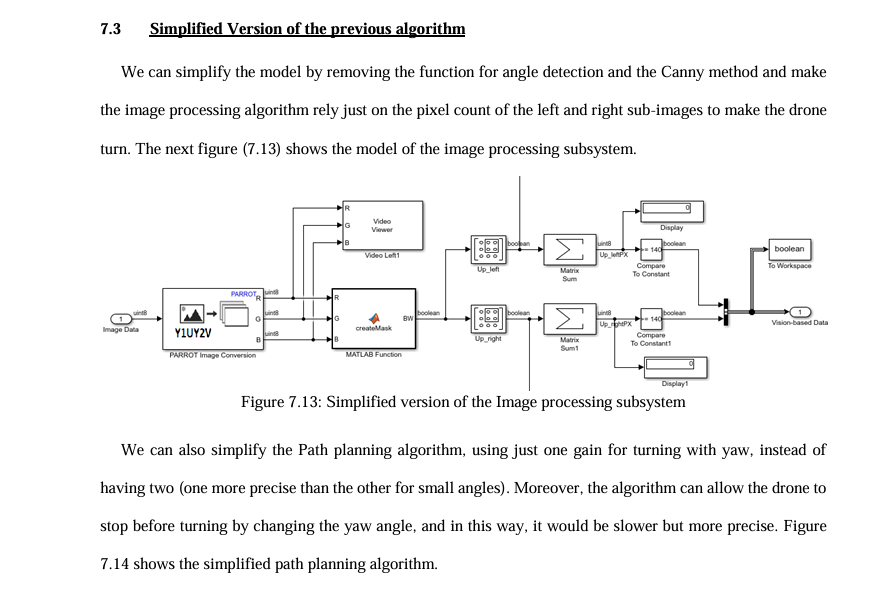 7.3 Simplified Version of the previous algorithm
We can simplify the model by removing the function for angle detection and the Canny method and make
the image processing algorithm rely just on the pixel count of the left and right sub-images to make the drone
turn. The next figure (7.13) shows the model of the image processing subsystem.
R
G
B
Video
Viewer
Video Left1
0
Display
boolean
Up_left
Matrix
Sum
uint8
Up_leftPX
>= 140
boolean
Compare
To Constant
boolean
To Workspace
1
uint8
Image Data
Y1UY2V
PARROT
R
G
B
PARROT Image Conversion
uint8
uint8
uint8
R
G
B
createMask
BW
MATLAB Function
boolean
Up_right
boolean
Matrix
Sum1
uint8
Up_rightPX
>= 140
boolean
Compare
To Constant1
0
Display1
1
Vision-based Data
Figure 7.13: Simplified version of the Image processing subsystem
We can also simplify the Path planning algorithm, using just one gain for turning with yaw, instead of
having two (one more precise than the other for small angles). Moreover, the algorithm can allow the drone to
stop before turning by changing the yaw angle, and in this way, it would be slower but more precise. Figure
7.14 shows the simplified path planning algorithm.